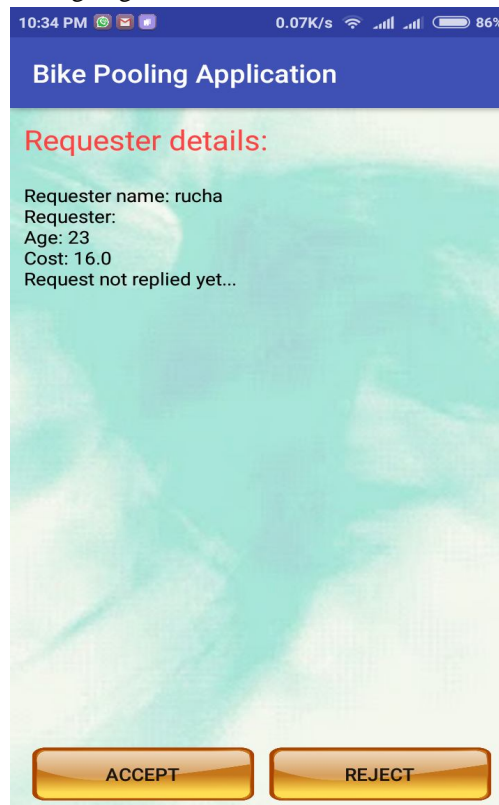 10:34 PM 0.07K/s 86%
Bike Pooling Application
Requester details:
Requester name: rucha
Requester:
Age: 23
Cost: 16.0
Request not replied yet...
ACCEPT REJECT